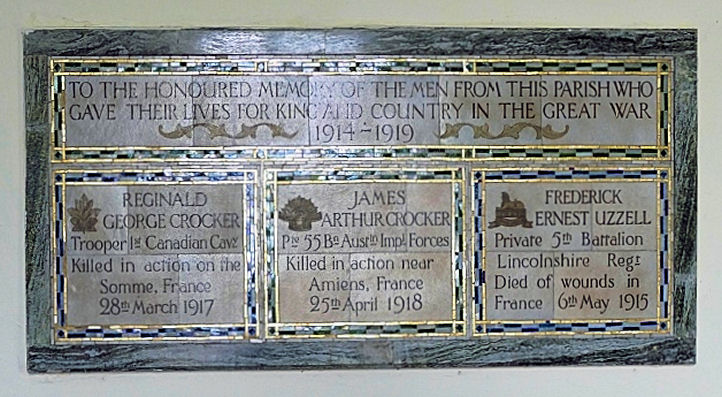 TO THE HONOURED MEMORY OF THE MEN FROM THIS PARISH WHO
GAVE THEIR LIVES FOR KING AND COUNTRY IN THE GREAT WAR
1914-1919
REGINALD
GEORGE CROCKER
Trooper 1st Canadian Cavy
Killed in action on the
Somme, France
28th March 1917
JAMES
ARTHUR CROCKER
Pte 55 Bn Austln Impl Forces
Killed in action near
Amiens, France
25th April 1918
FREDERICK
ERNEST UZZELL
Private 5th Battalion
Lincolnshire Regt
Died of wounds in
France 6th May 1915